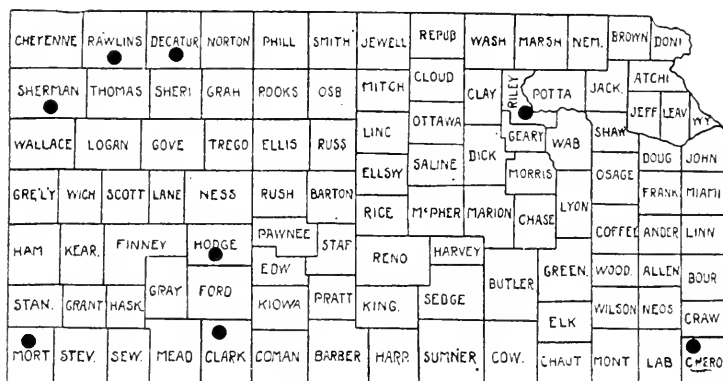 CHEYENNE RAWLINS DECATUR NORTON PHILL SMITH JEWELL REPUB WASH MARSH NEM. BROWN DONI
SHERMAN THOMAS SHERI GRAH ROOKS OSB MITCH CLOUD CLAY RILEY POTTA JACK. ATCHI
JEFF LEAV WY
WALLACE LOGAN GOVE TREGO ELLIS RUSS LINC OTTAWA DICK GEARY WAB SHAW DOUG JOHN
GRE'LY WICH SCOTT LANE NESS RUSH BARTON ELLSW SALINE MORRIS OSAGE FRANK MIAMI
RICE McPHER MARION CHASE LYON
HAM KEAR. FINNEY HODGE PAWNEE STAF RENO HARVEY COFFEE ANDER LINN
EDW
STAN. GRANT HASK. GRAY FORD KIOWA PRATT KING. SEDGE BUTLER GREEN. WOOD. ALLEN BOUR
ELK WILSON NEOS CRAW
MORT STEV. SEW. MEAD CLARK COMAN BARBER HARP. SUMNER COW. CHAUT MONT LAB CHERO